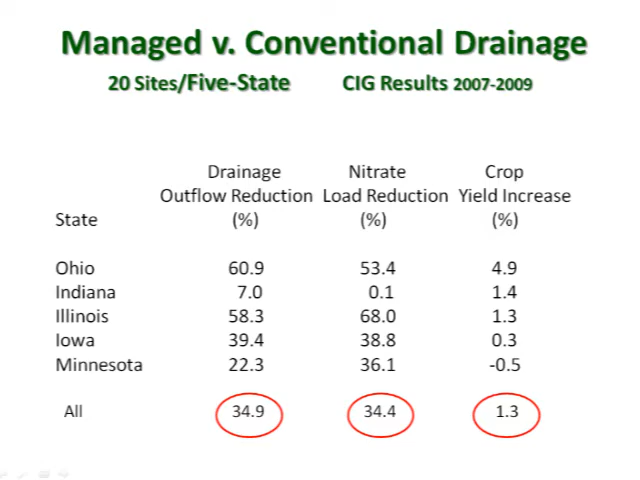 Managed v. Conventional Drainage
20 Sites/Five-State CIG Results 2007-2009
Drainage Nitrate Crop
Outflow Reduction Load Reduction Yield Increase
State (%) (%) (%)
Ohio 60.9 53.4 4.9
Indiana 7.0 0.1 1.4
Illinois 58.3 68.0 1.3
Iowa 39.4 38.8 0.3
Minnesota 22.3 36.1 -0.5
All 34.9 34.4 1.3